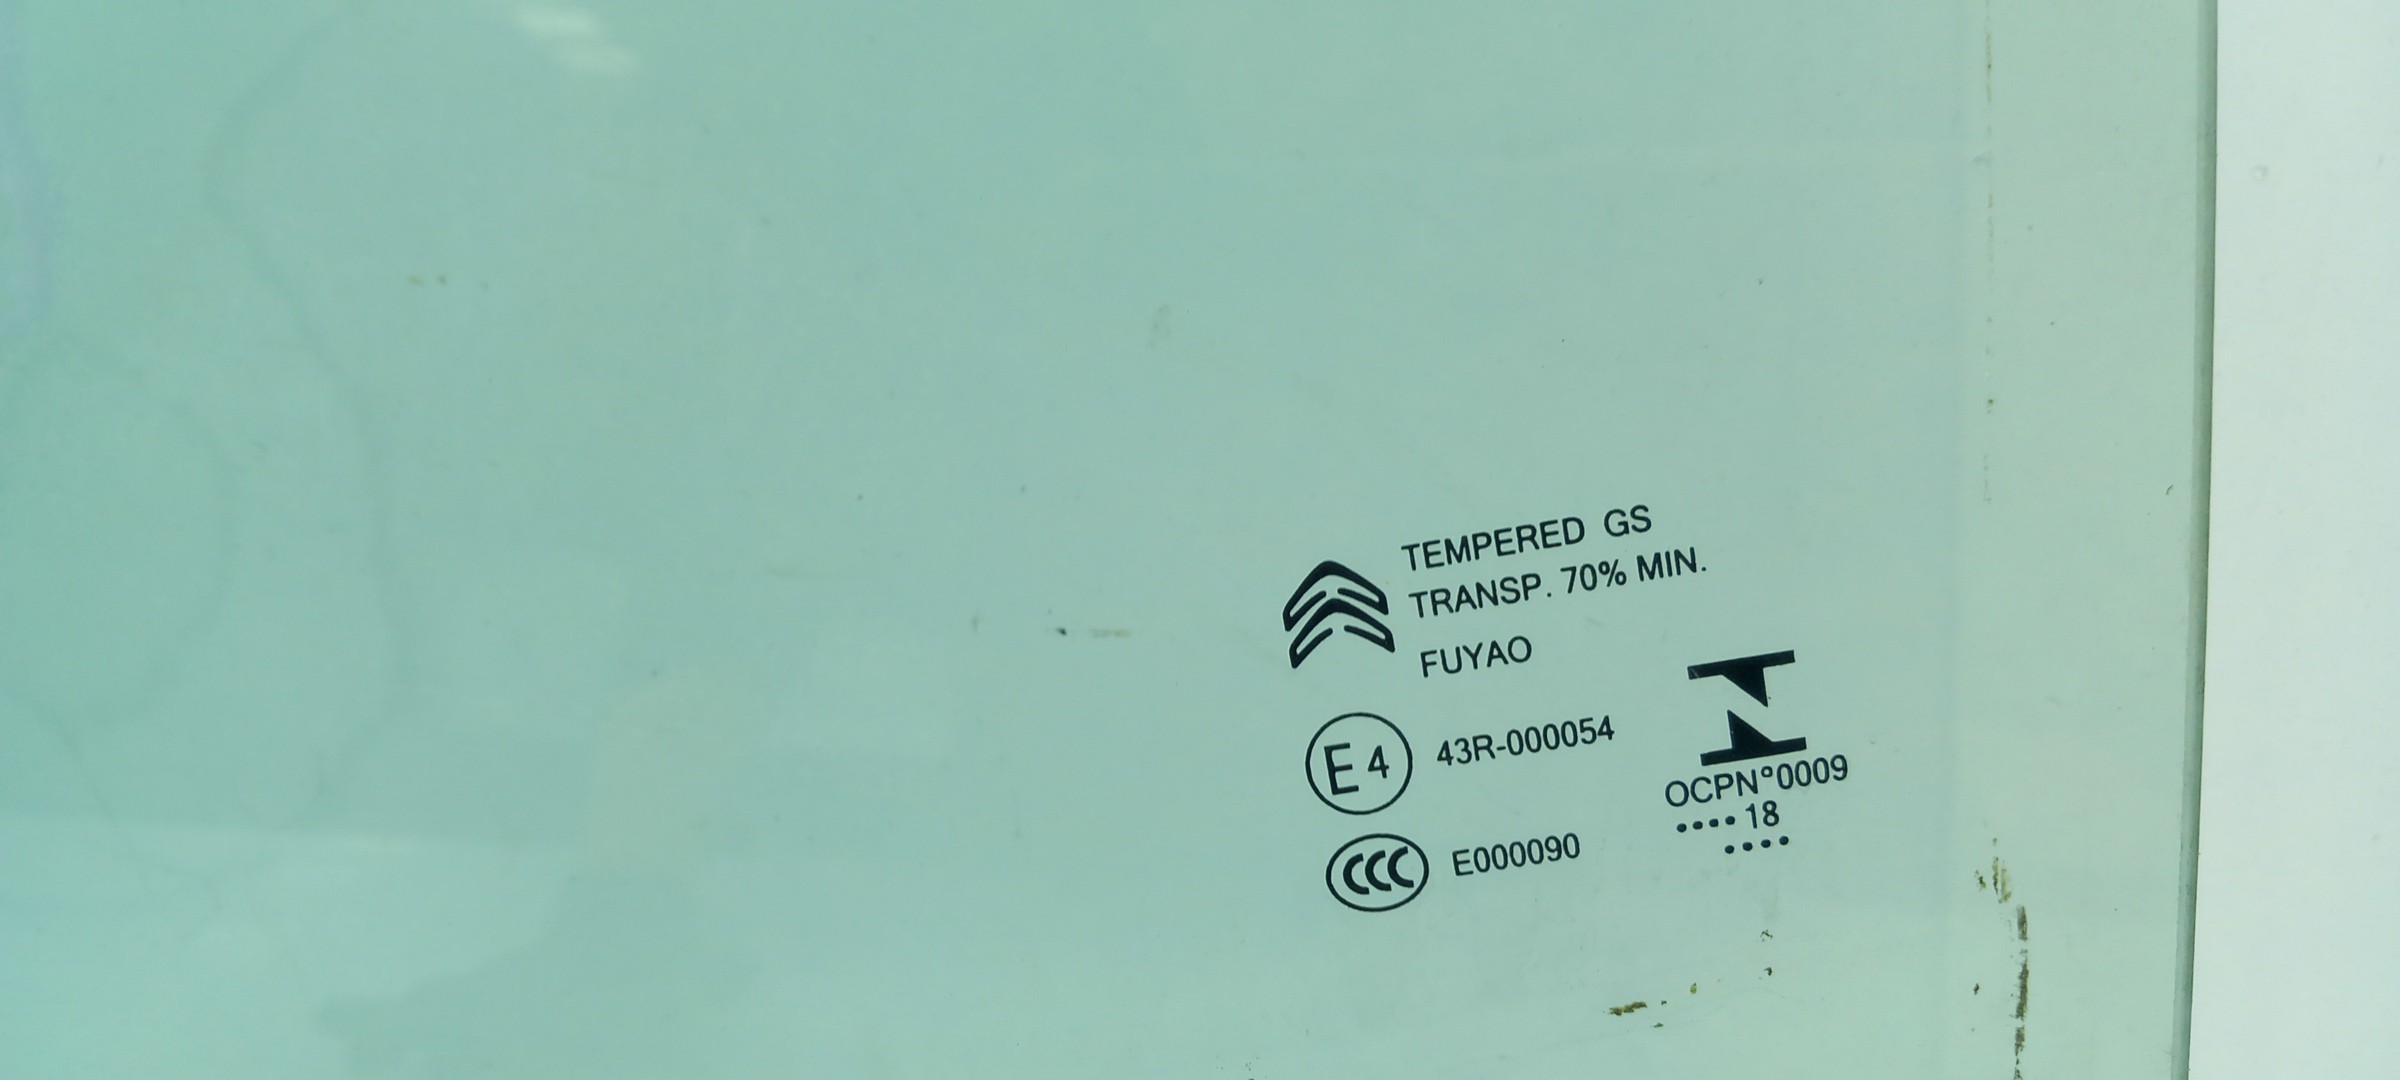 TEMPERED GS
TRANSP. 70% MIN.
FUYAO
E4 43R-000054
CCC E000090
OCPN°0009
••••18
••••